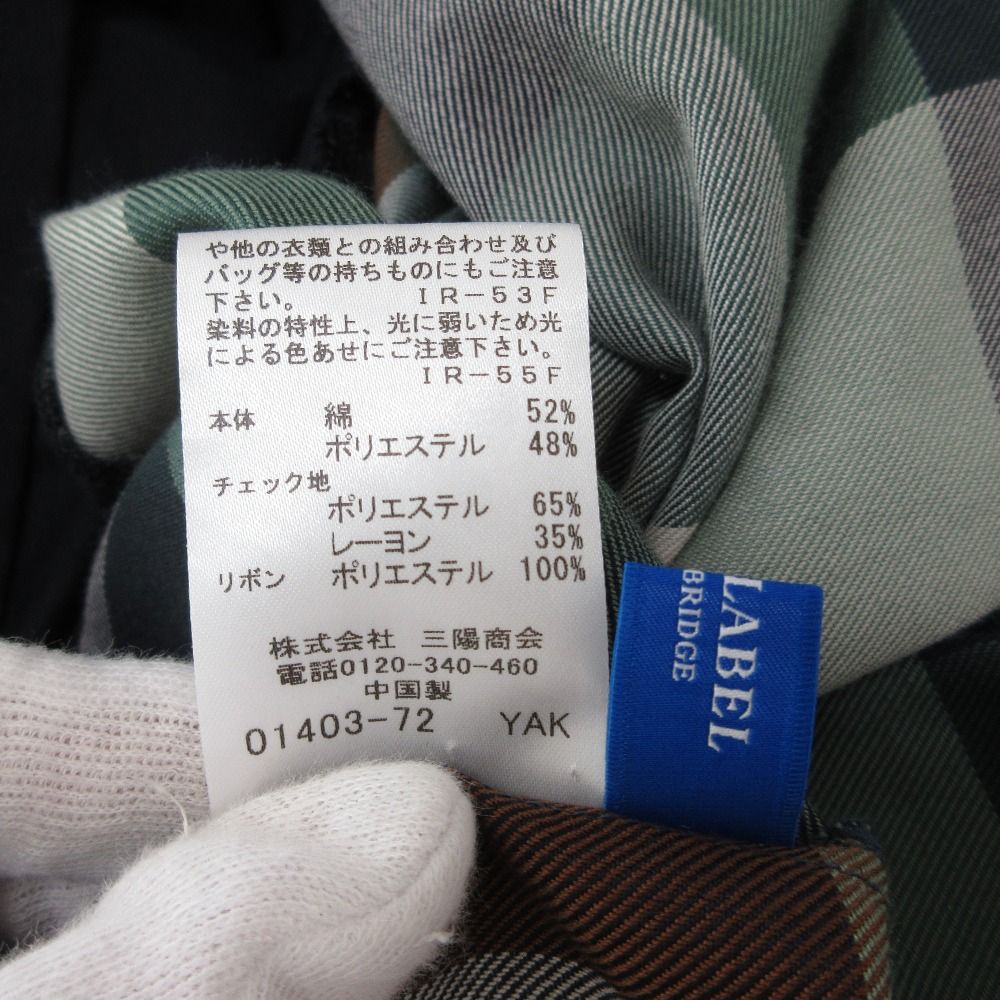 や他の衣類との組み合わせ及び
バッグ等の持ちものにもご注意
下さい。 IR-53F
染料の特性上、光に弱いため光
による色あせにご注意下さい。
IR-55F
本体 綿 52%
ポリエステル 48%
チェック地
ポリエステル 65%
レーヨン 35%
リボン ポリエステル 100%
株式会社 三陽商会
電話0120-340-460
中国製
01403-72 YAK
LABEL
BRIDGE